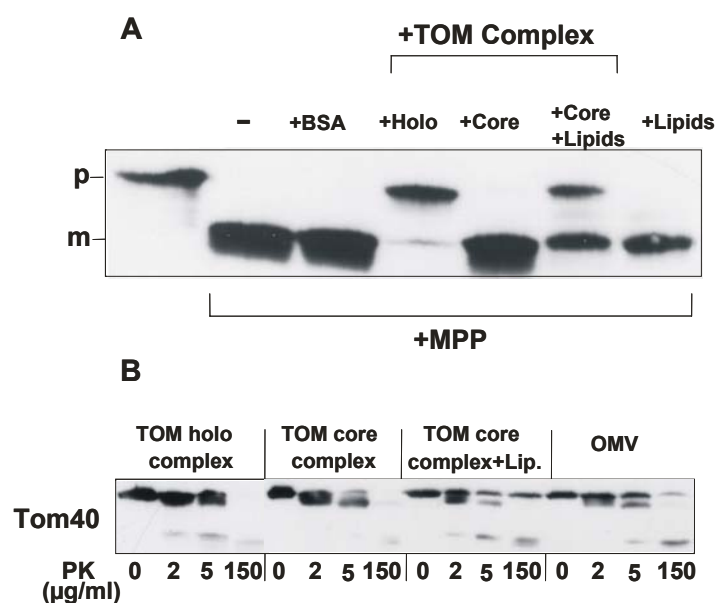 A
+TOM Complex
– +BSA +Holo +Core +Core +Lipids
+Lipids
p
m
+MPP
B
TOM holo TOM core TOM core OMV
complex complex complex+Lip.
Tom40
PK 0 2 5 150 0 2 5 150 0 2 5 150 0 2 5 150
(µg/ml)